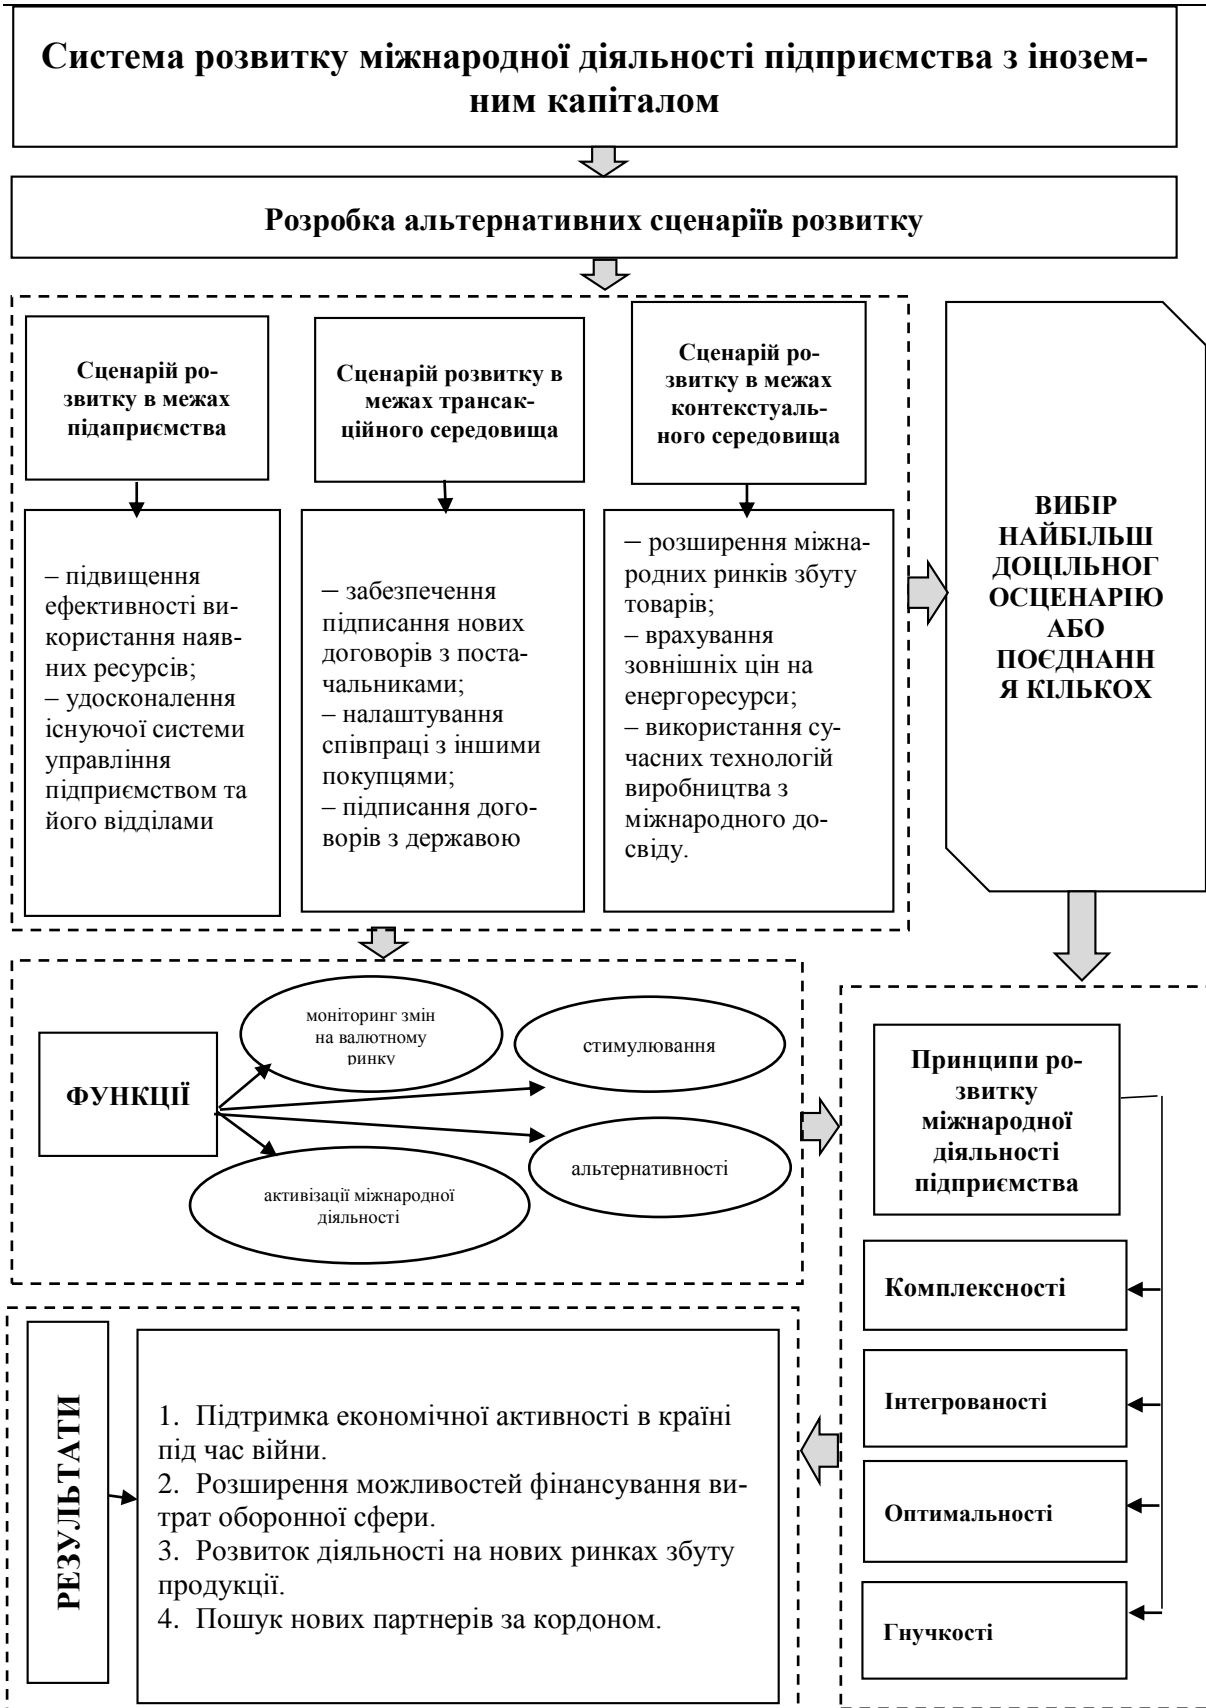 Система розвитку міжнародної діяльності підприємства з інозем-
ним капіталом
Розробка альтернативних сценаріїв розвитку
Сценарій ро-
звитку в межах
підаприємства
Сценарій розвитку в
межах трансак-
ційного середовища
Сценарій ро-
звитку в межах
контекстуаль-
ного середовища
– підвищення
ефективності ви-
користання наяв-
них ресурсів;
– удосконалення
існуючої системи
управління
підприємством та
його відділами
– забезпечення
підписання нових
договорів з поста-
чальниками;
– налаштування
співпраці з іншими
покупцями;
– підписання дого-
ворів з державою
– розширення міжна-
родних ринків збуту
товарів;
– врахування
зовнішніх цін на
енергоресурси;
– використання су-
часних технологій
виробництва з
міжнародного до-
свіду.
ВИБІР
НАЙБІЛЬШ
ДОЦІЛЬНОГ
ОСЦЕНАРІЮ
АБО
ПОЄДНАНН
Я КІЛЬКОХ
ФУНКЦІЇ
моніторинг змін
на валютному
ринку
стимулювання
альтернативності
активізації міжнародної
діяльності
Принципи ро-
звитку
міжнародної
діяльності
підприємства
Комплексності
Інтегрованості
Оптимальності
Гнучкості
РЕЗУЛЬТАТИ
1. Підтримка економічної активності в країні
під час війни.
2. Розширення можливостей фінансування ви-
трат оборонної сфери.
3. Розвиток діяльності на нових ринках збуту
продукції.
4. Пошук нових партнерів за кордоном.